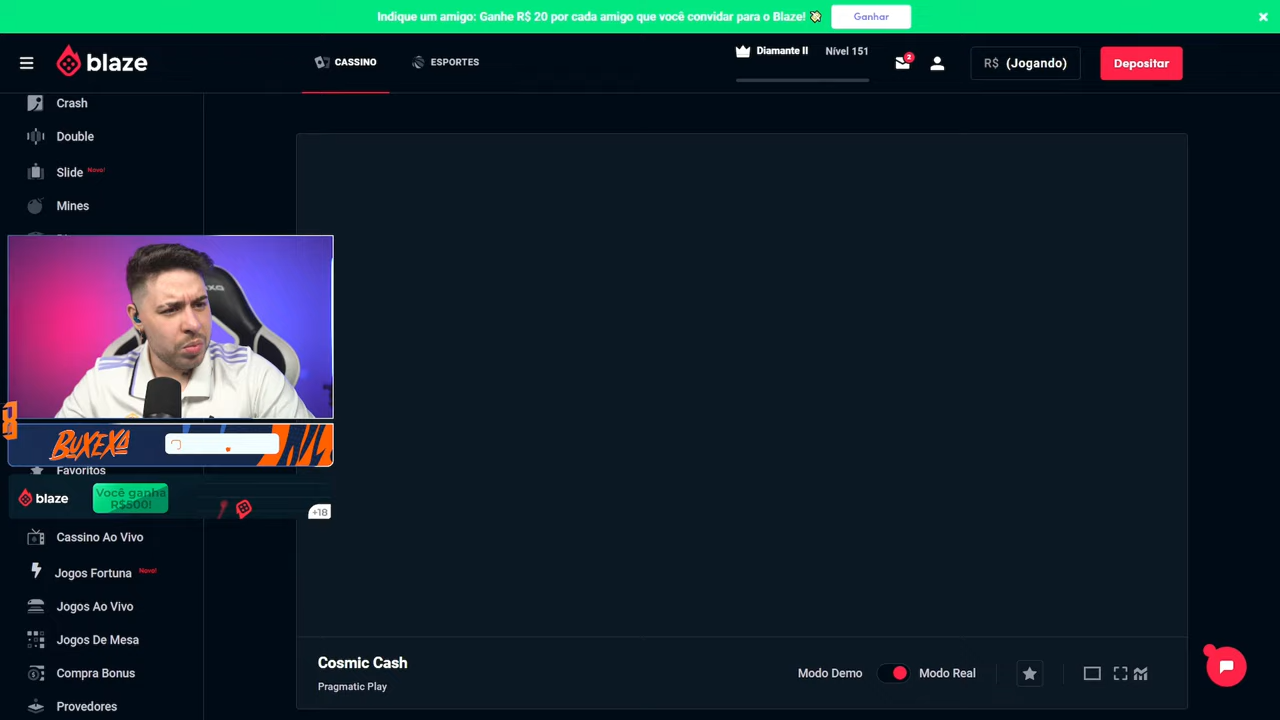 Indique um amigo: Ganhe R$ 20 por cada amigo que você convidar para o Blaze!
Ganhar
blaze
CASSINO
ESPORTES
Diamante II
Nível 151
2
R$ (Jogando)
Depositar
Crash
Double
Slide Novo!
Mines
BUXEXA
Favoritos
blaze
Você ganha
R$500!
+18
Cassino Ao Vivo
Jogos Fortuna Novo!
Jogos Ao Vivo
Jogos De Mesa
Compra Bonus
Provedores
Cosmic Cash
Pragmatic Play
Modo Demo
Modo Real